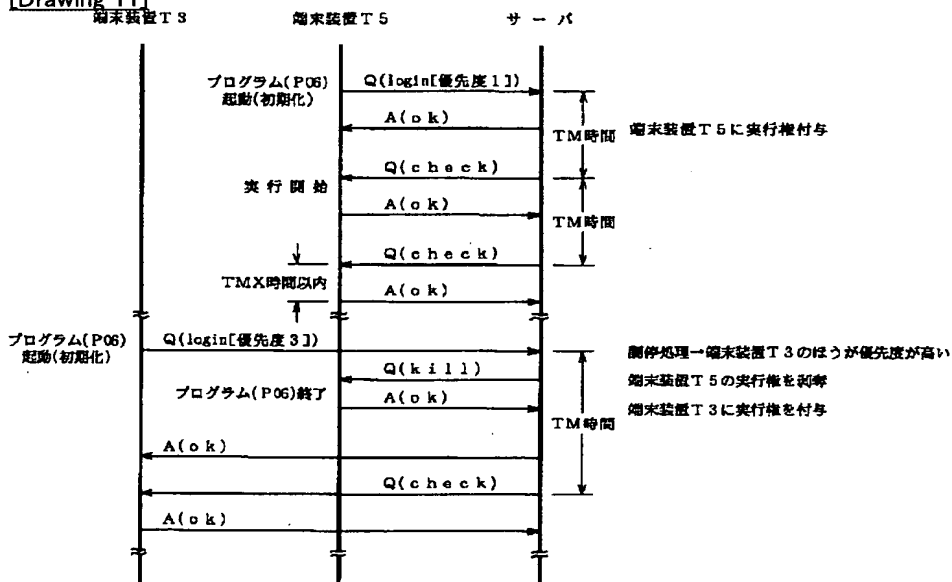 [Drawing 11]
端末装置T3 端末装置T5 サーバ
プログラム(P06)
起動(初期化)
Q(login[優先度1])
A(ok)
TM時間
端末装置T5に実行権付与
Q(check)
実行開始
A(ok)
TM時間
Q(check)
TMX時間以内
A(ok)
プログラム(P06)
起動(初期化)
Q(login[優先度3])
調停処理→端末装置T3のほうが優先度が高い
Q(kill)
端末装置T5の実行権を剥奪
プログラム(P06)終了
A(ok)
端末装置T3に実行権を付与
TM時間
A(ok)
Q(check)
A(ok)